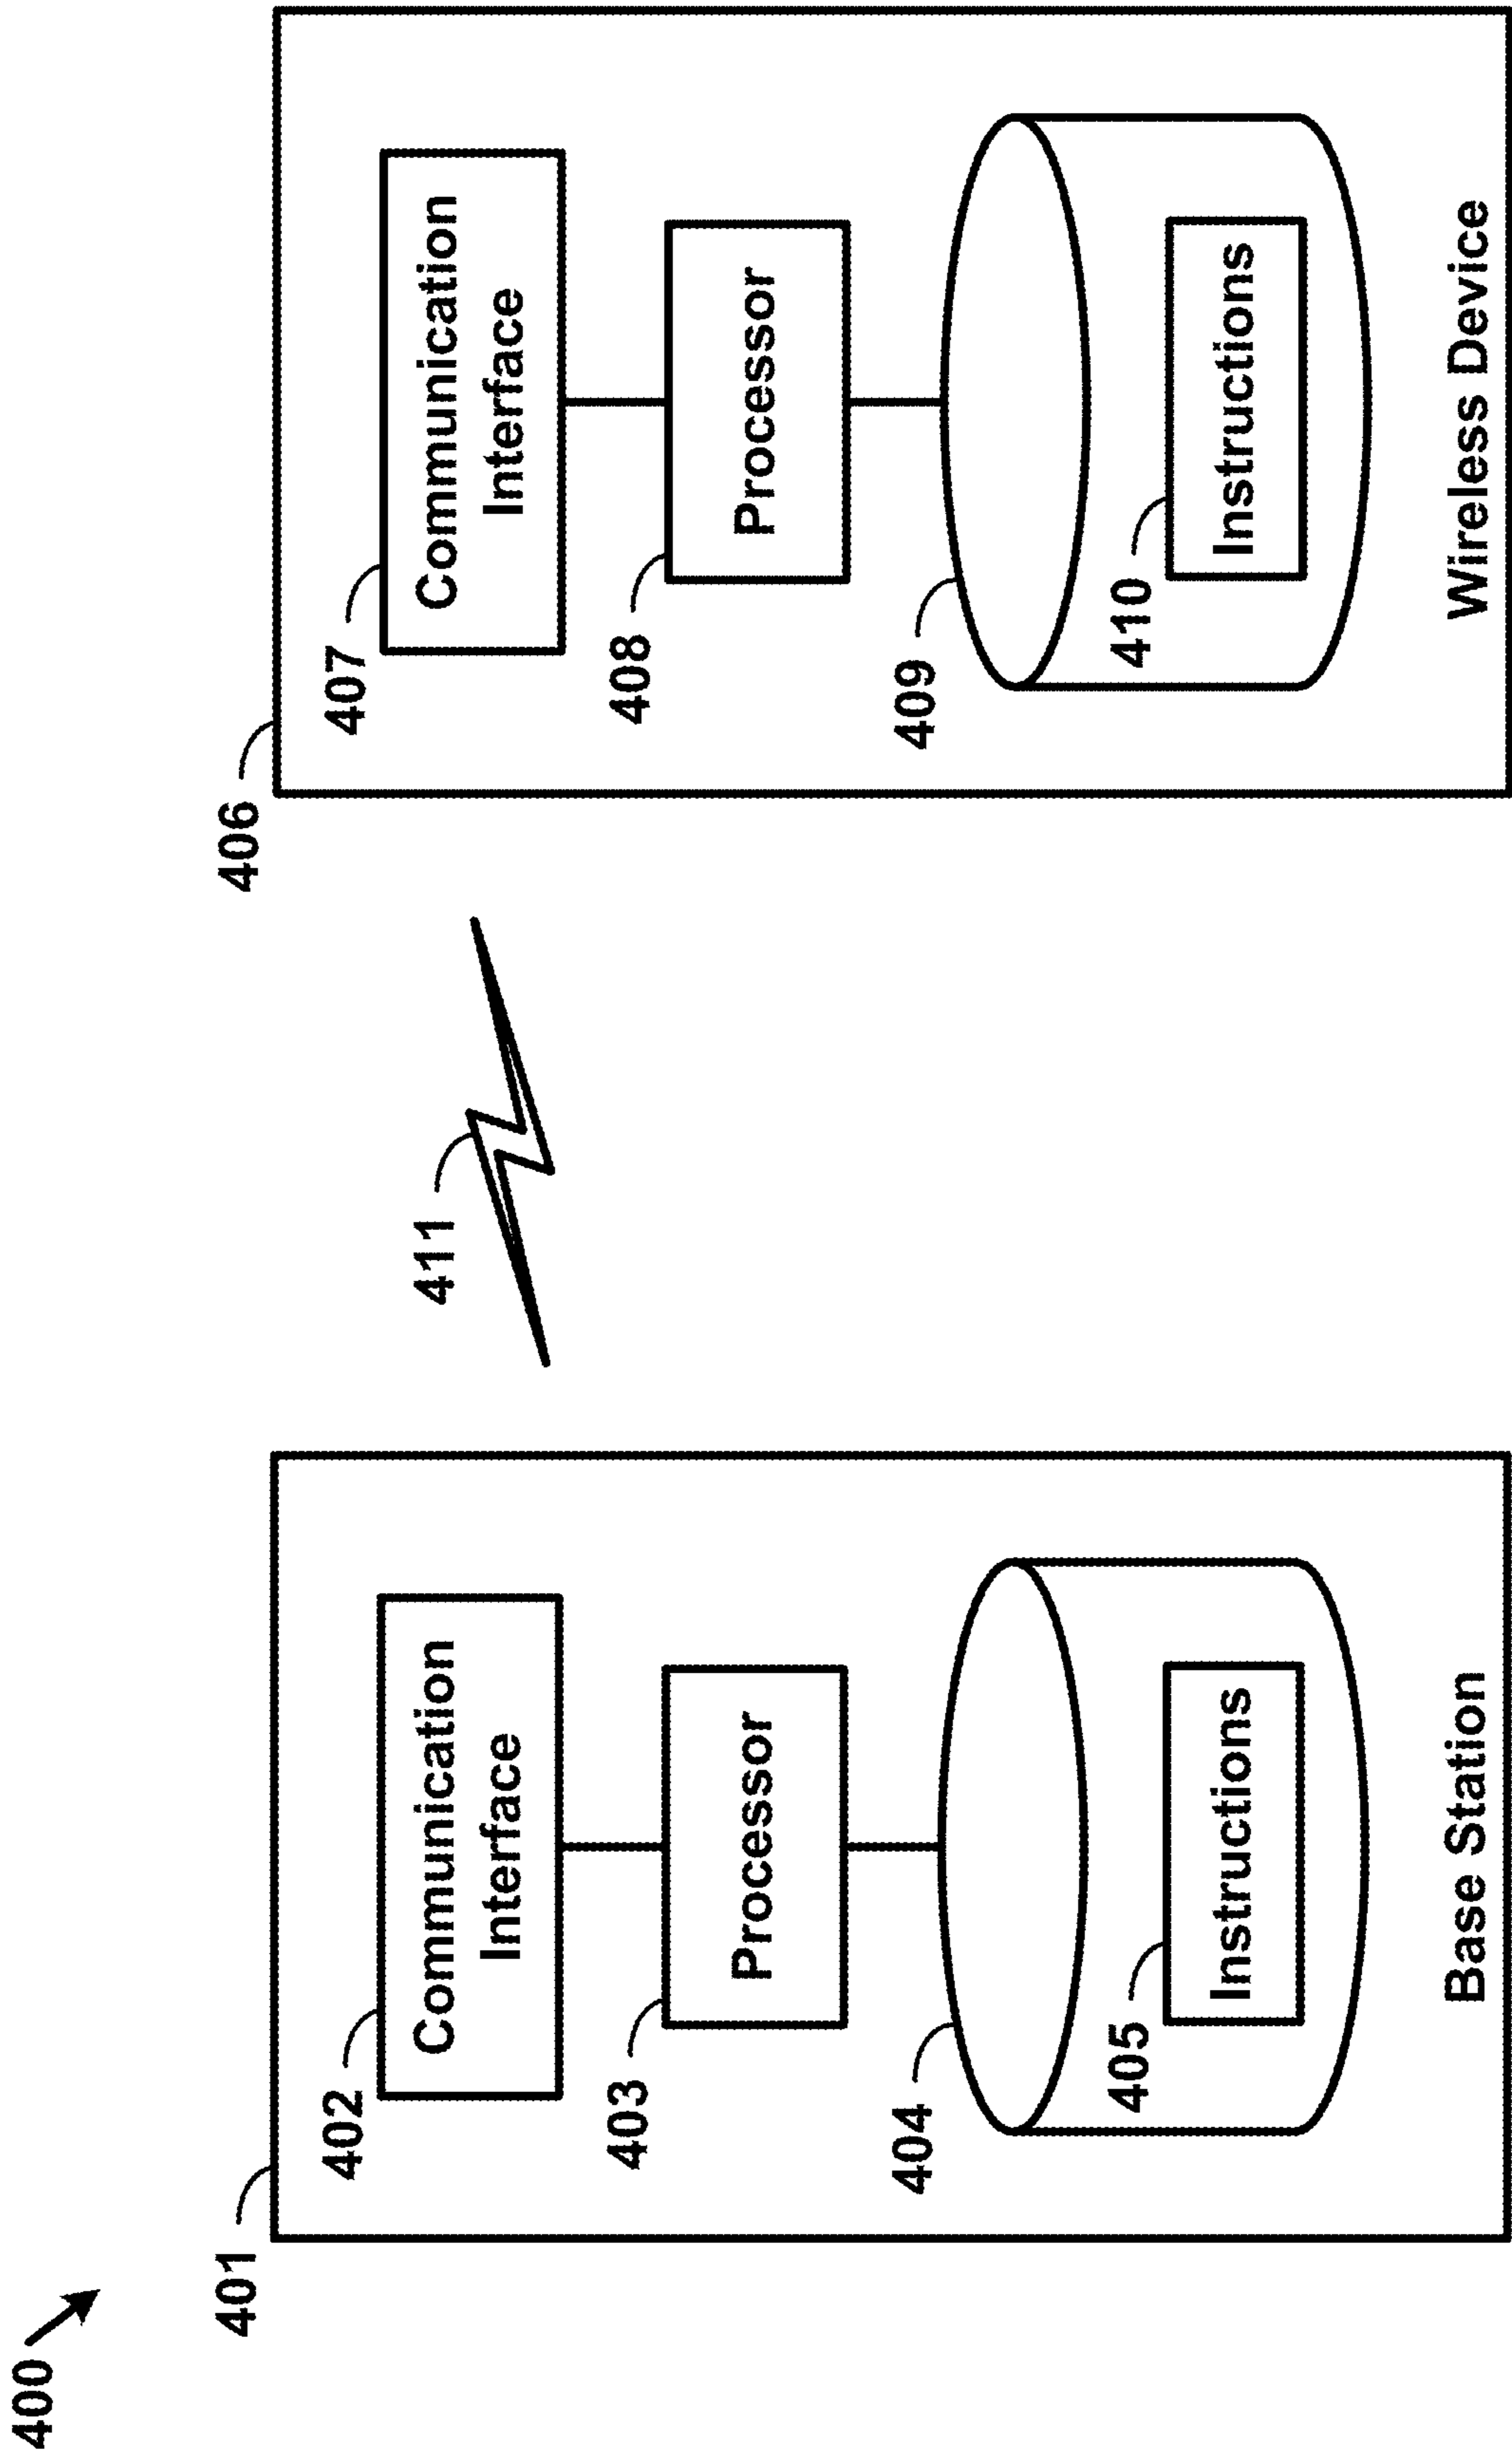 400
401
402
Communication
Interface
403
Processor
404
405
Instructions
Base Station
411
406
407
Communication
Interface
408
Processor
409
410
Instructions
Wireless Device